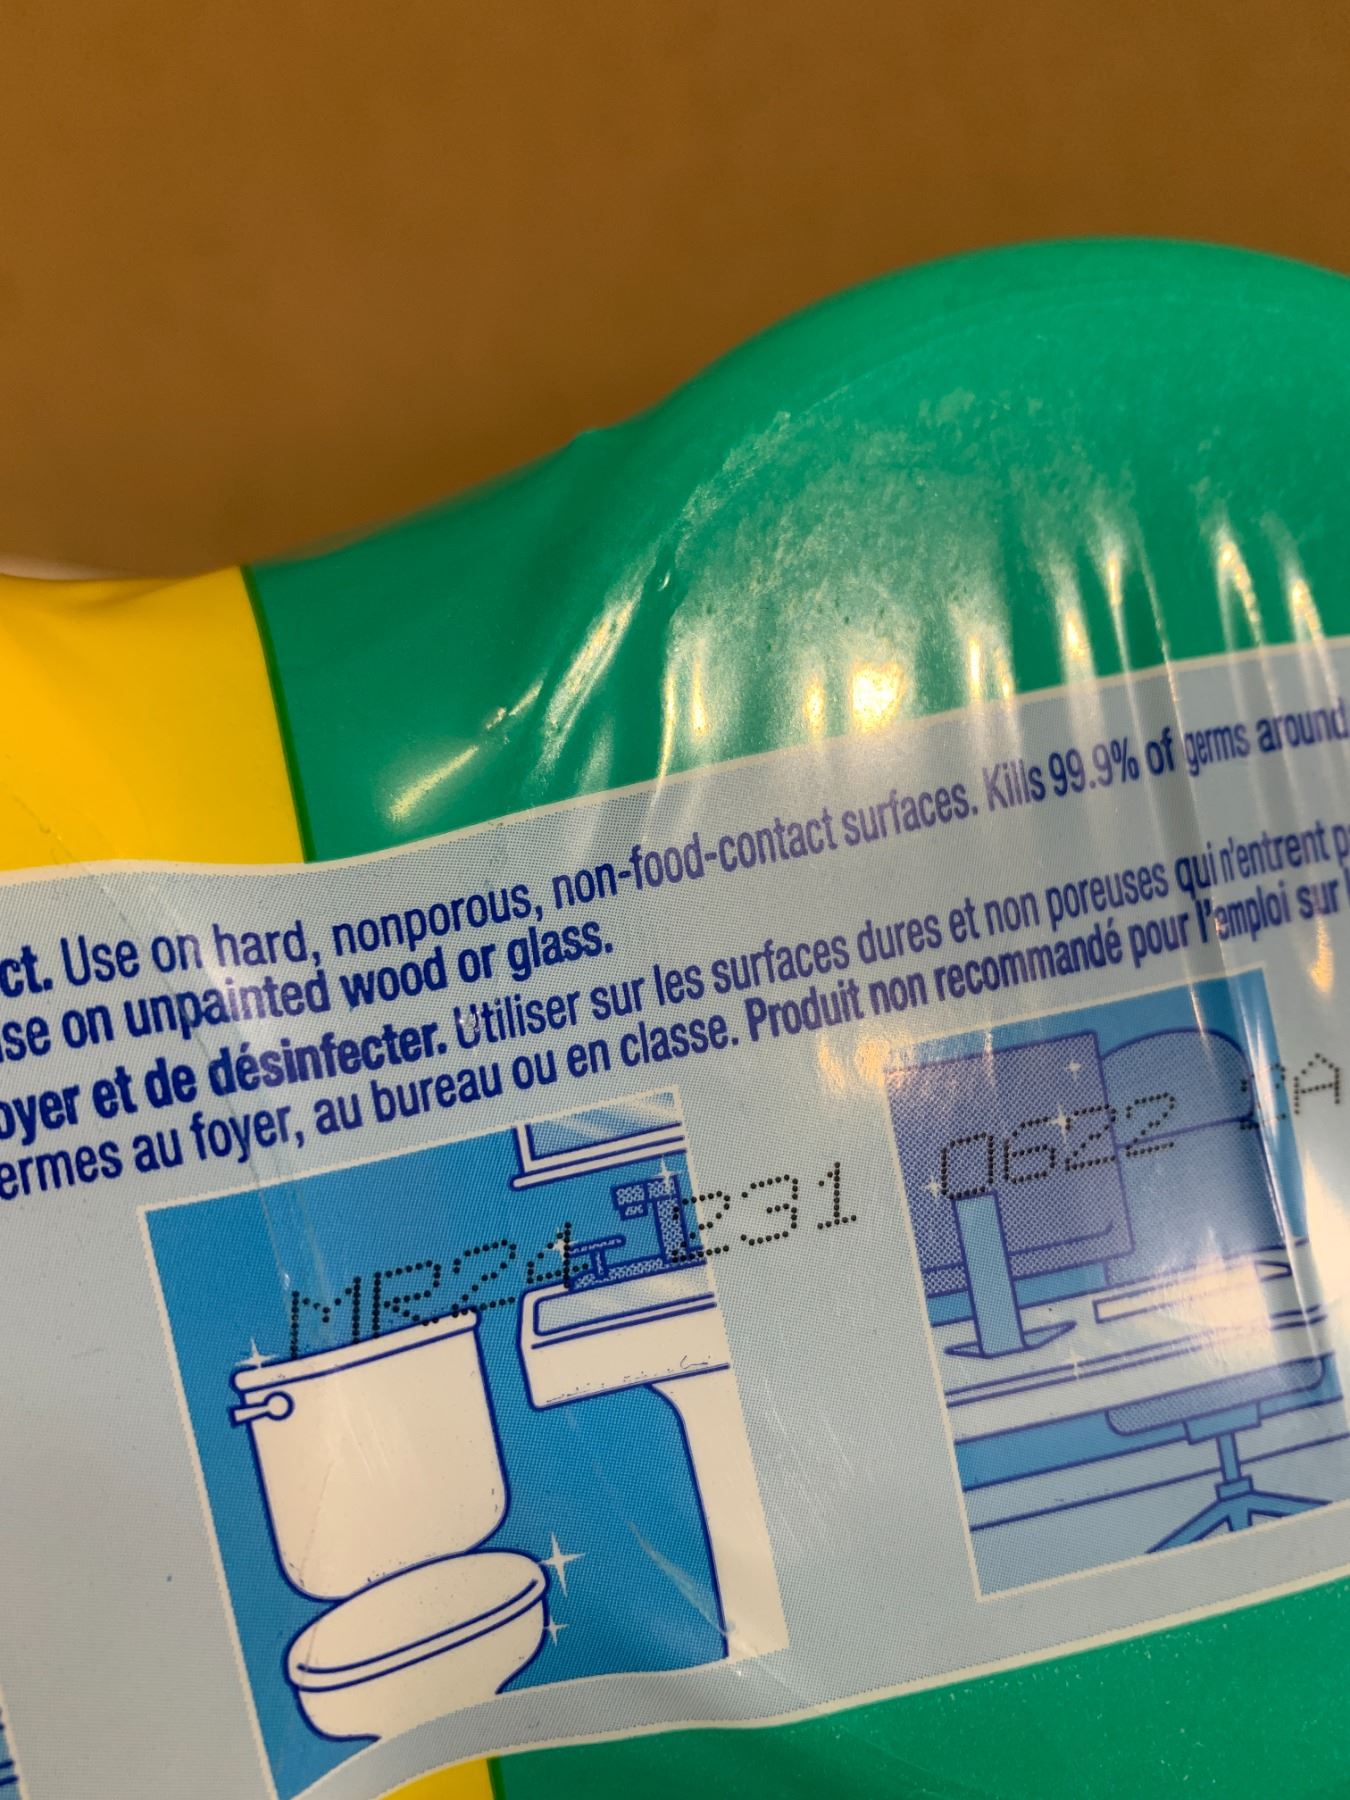 ct. Use on hard, nonporous, non-food-contact surfaces. Kills 99.9% of germs around
se on unpainted wood or glass.
oyer et de désinfecter. Utiliser sur les surfaces dures et non poreuses qui n'entrent p
ermes au foyer, au bureau ou en classe. Produit non recommandé pour l'emploi sur l
MR24 1231 0622 2A